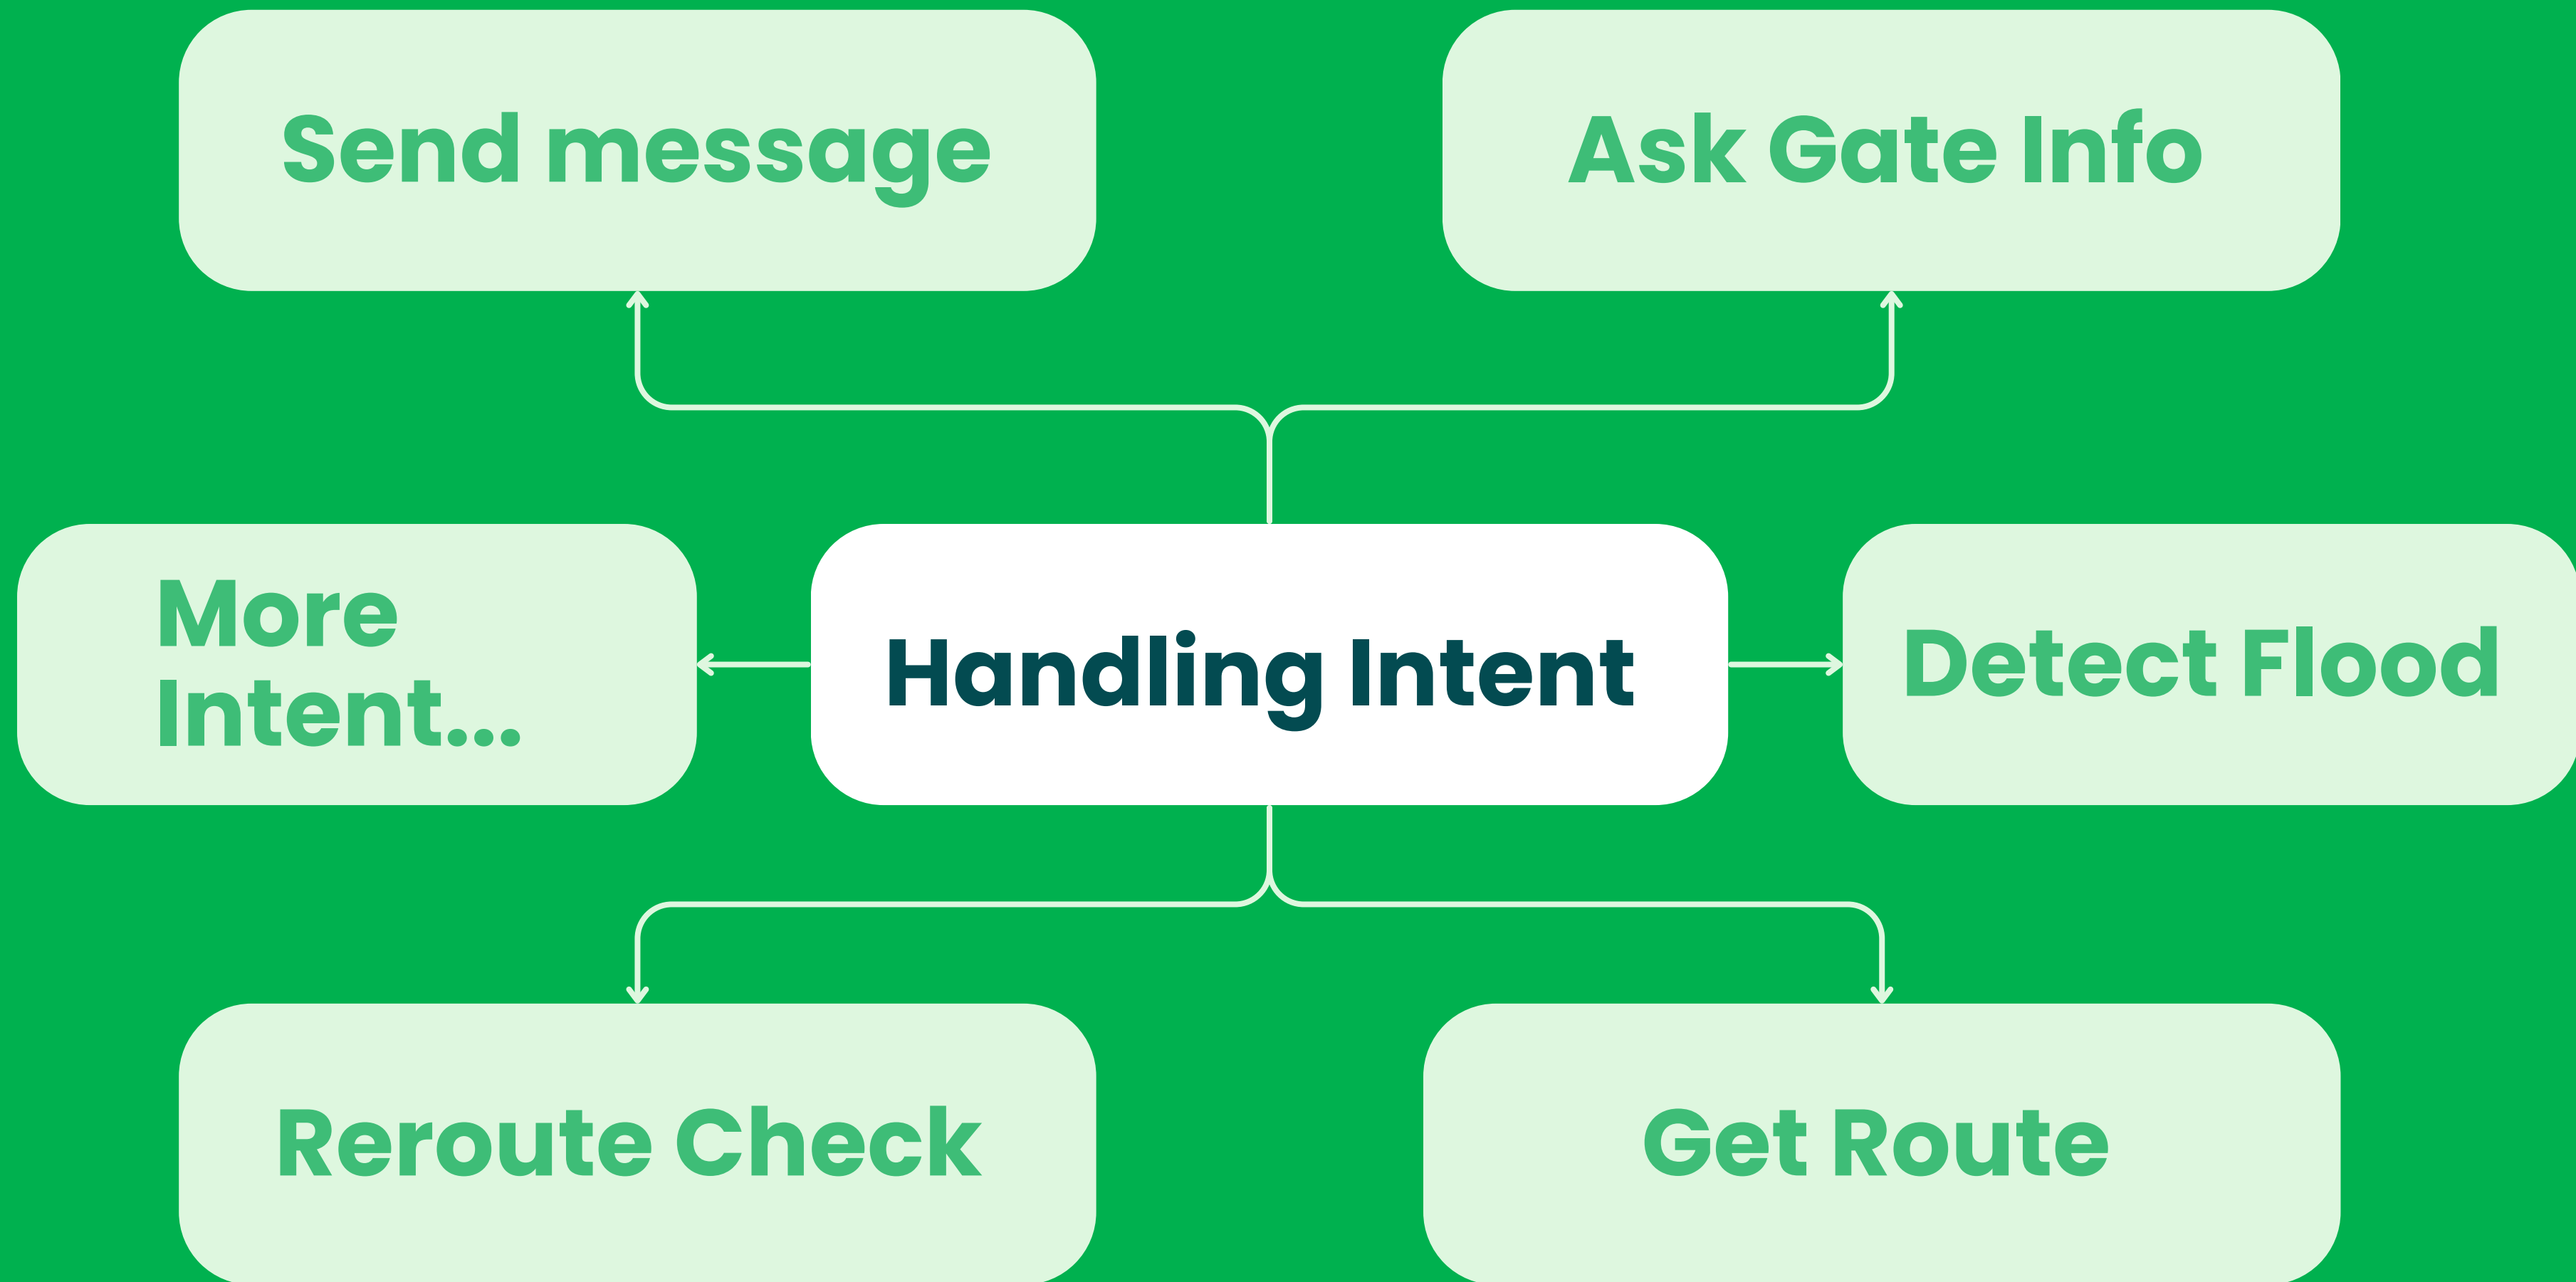 Send message
Ask Gate Info
More
Intent...
Handling Intent
Detect Flood
Reroute Check
Get Route